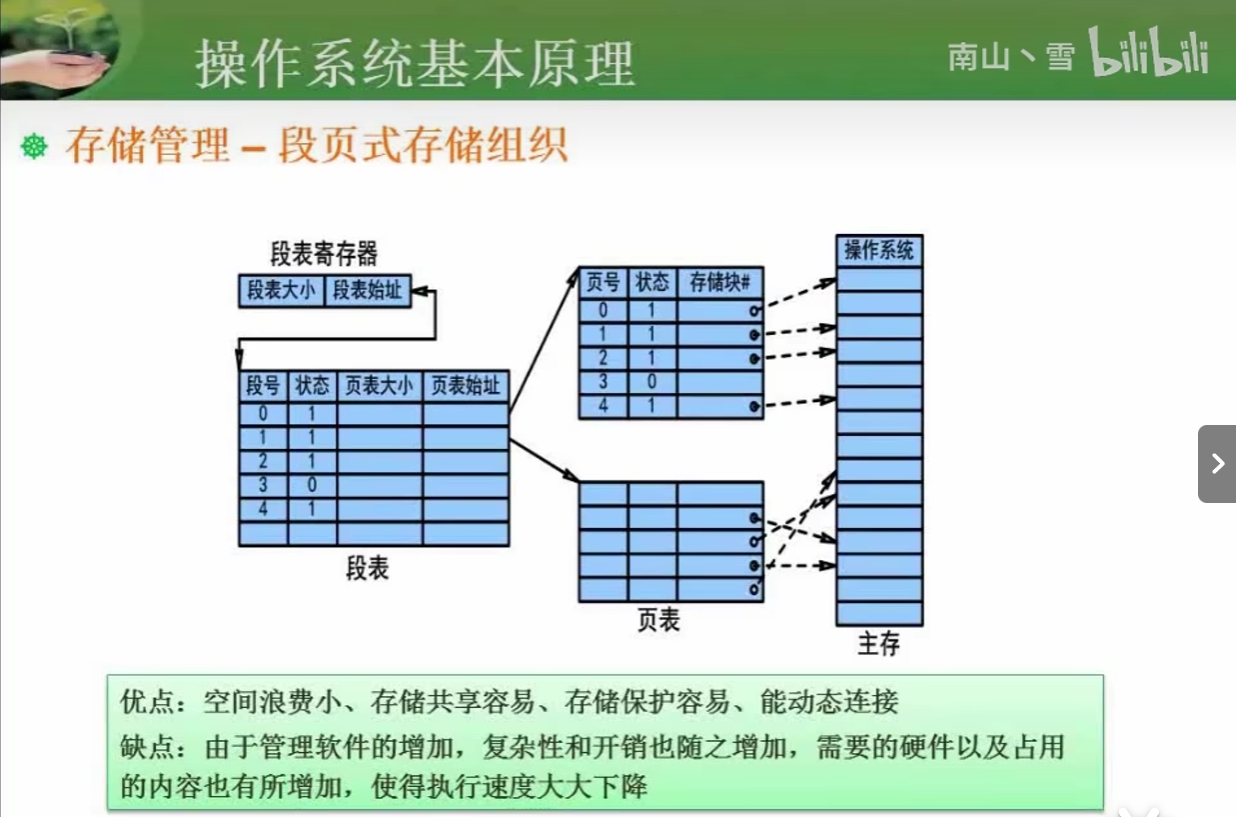 操作系统基本原理
南山丶雪 bilibili
存储管理 – 段页式存储组织
段表寄存器
段表大小 段表始址
段号 状态 页表大小 页表始址
0 1
1 1
2 1
3 0
4 1
段表
页号 状态 存储块#
0 1
1 1
2 1
3 0
4 1
页表
操作系统
主存
优点：空间浪费小、存储共享容易、存储保护容易、能动态连接
缺点：由于管理软件的增加，复杂性和开销也随之增加，需要的硬件以及占用
的内容也有所增加，使得执行速度大大下降